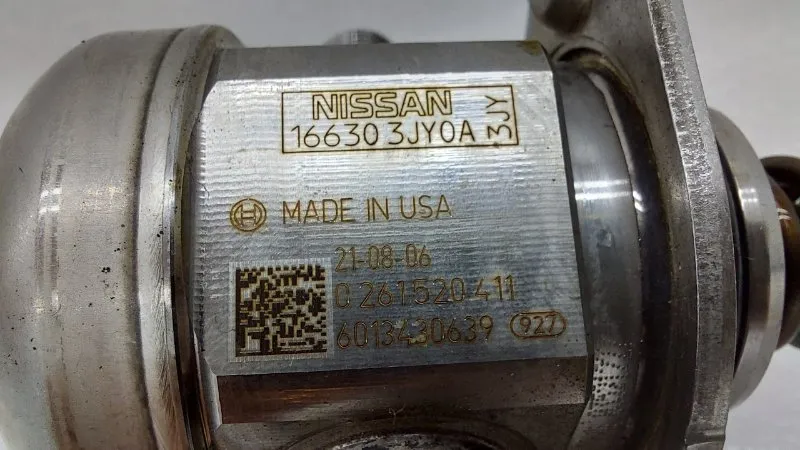 NISSAN
16630 3JY0A
3JY
MADE IN USA
21-08-06
0 261 520 411
6013430639 927